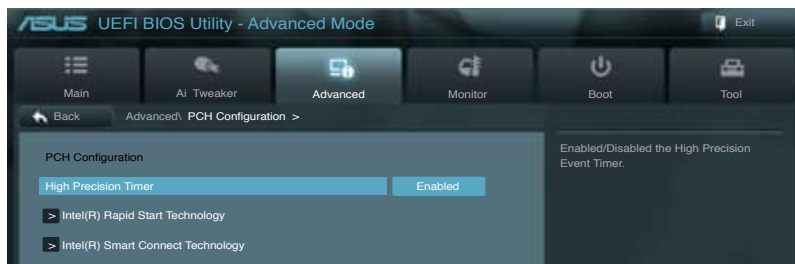 ASUS UEFI BIOS Utility - Advanced Mode
Exit
Main
Ai Tweaker
Advanced
Monitor
Boot
Tool
Back
Advanced\ PCH Configuration >
PCH Configuration
High Precision Timer Enabled
> Intel(R) Rapid Start Technology
> Intel(R) Smart Connect Technology
Enabled/Disabled the High Precision
Event Timer.